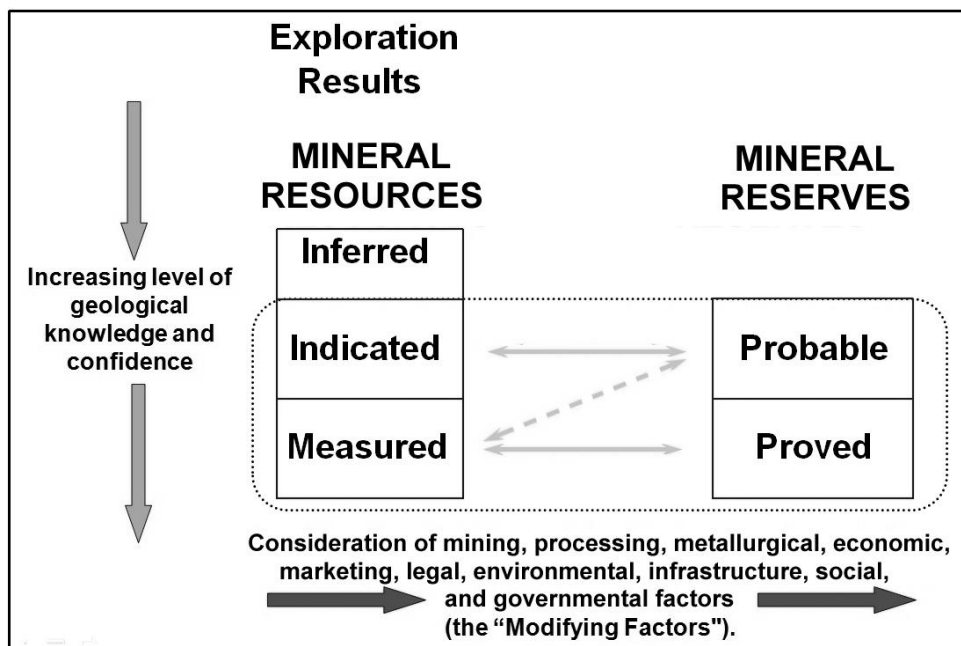 Exploration
Results
MINERAL
RESOURCES
MINERAL
RESERVES
Inferred
Increasing level of
geological
knowledge and
confidence
Indicated
Probable
Measured
Proved
Consideration of mining, processing, metallurgical, economic,
marketing, legal, environmental, infrastructure, social,
and governmental factors
(the “Modifying Factors").